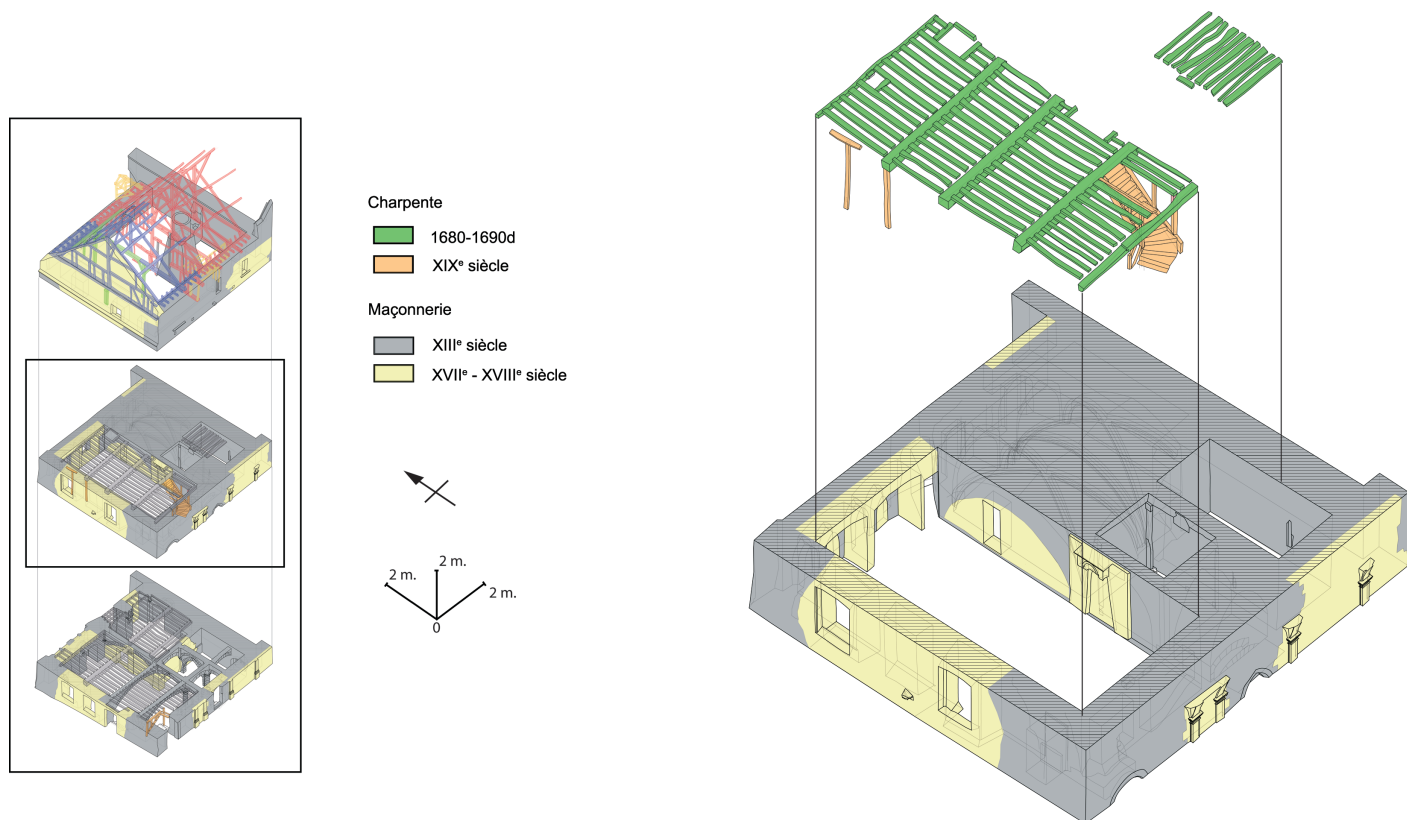 Charpente
1680-1690d
XIXᵉ siècle
Maçonnerie
XIIIᵉ siècle
XVIIᵉ - XVIIIᵉ siècle
2 m.
2 m.
2 m.
0